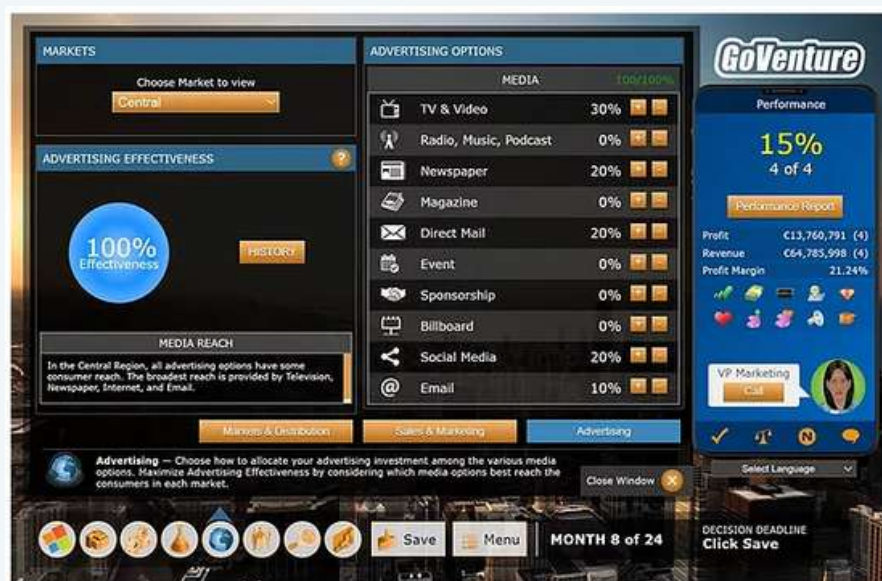 MARKETS
Choose Market to view
Central
ADVERTISING EFFECTIVENESS
?
100%
Effectiveness
HISTORY
MEDIA REACH
In the Central Region, all advertising options have some
consumer reach. The broadest reach is provided by Television,
Newspaper, Internet, and Email.
ADVERTISING OPTIONS
MEDIA 100/100%
TV & Video 30%
Radio, Music, Podcast 0%
Newspaper 20%
Magazine 0%
Direct Mail 20%
Event 0%
Sponsorship 0%
Billboard 0%
Social Media 20%
@ Email 10%
Markets & Distribution
Sales & Marketing
Advertising
Advertising — Choose how to allocate your advertising investment among the various media
options. Maximize Advertising Effectiveness by considering which media options best reach the
consumers in each market.
Close Window X
Save
Menu
MONTH 8 of 24
GoVenture
Performance
15%
4 of 4
Performance Report
Profit €13,760,791 (4)
Revenue €64,785,998 (4)
Profit Margin 21.24%
VP Marketing
Call
N
Select Language
DECISION DEADLINE
Click Save